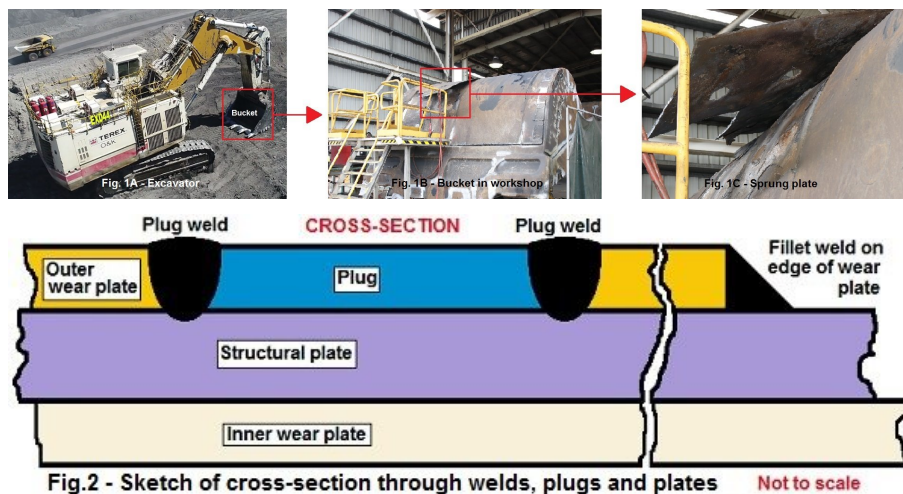 Bucket
EX044
TEREX
O&K
Fig. 1A - Excavator
Fig. 1B - Bucket in workshop
Fig. 1C - Sprung plate
Plug weld
CROSS-SECTION
Plug weld
Outer
wear plate
Plug
Fillet weld on
edge of wear
plate
Structural plate
Inner wear plate
Fig.2 - Sketch of cross-section through welds, plugs and plates
Not to scale